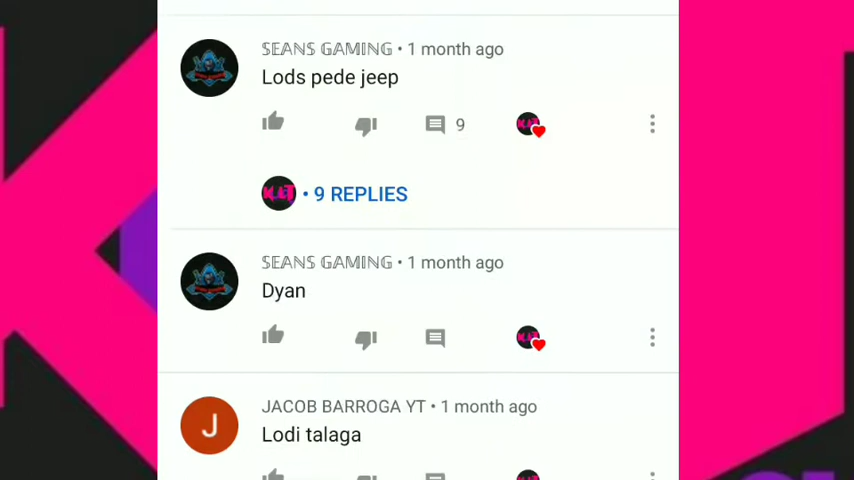 SEANS GAMING • 1 month ago
Lods pede jeep
9
KAT • 9 REPLIES
SEANS GAMING • 1 month ago
Dyan
J JACOB BARROGA YT • 1 month ago
Lodi talaga